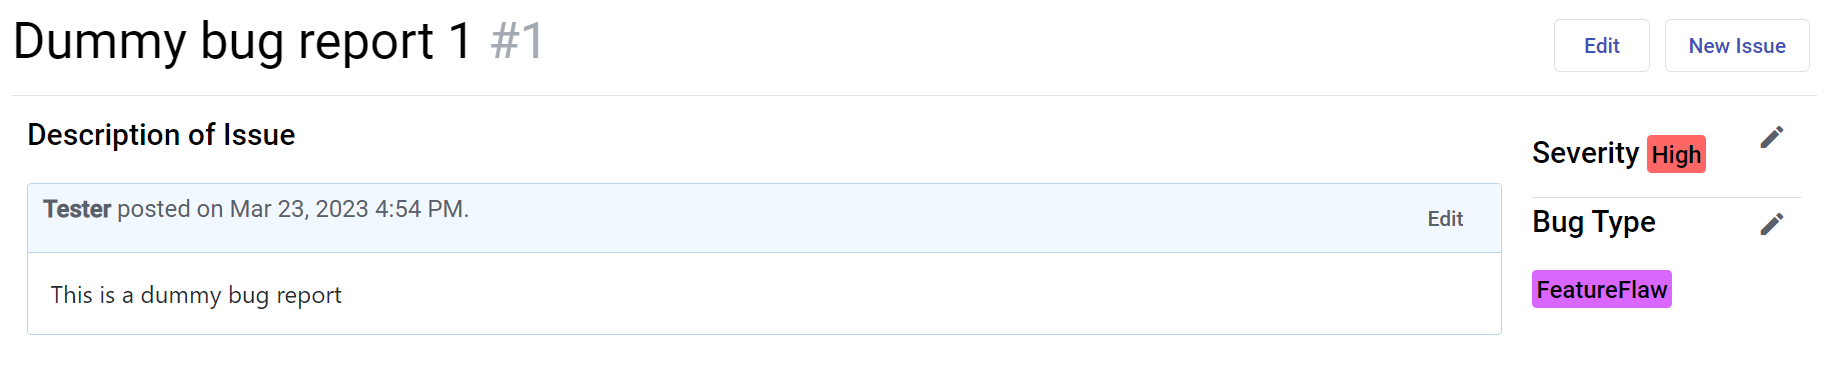 Dummy bug report 1 #1
Edit
New Issue
Description of Issue
Tester posted on Mar 23, 2023 4:54 PM.
Edit
This is a dummy bug report
Severity High
Bug Type
FeatureFlaw